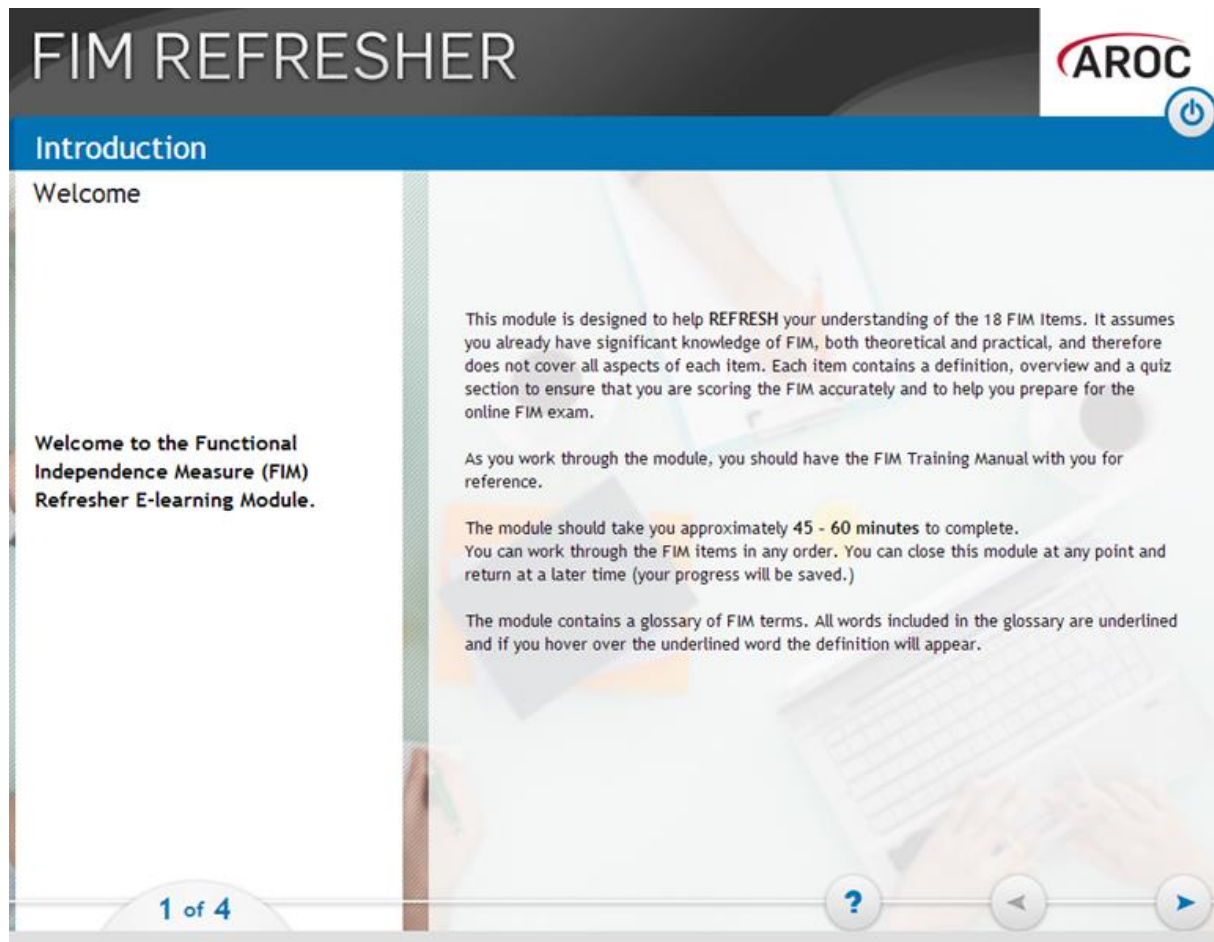 FIM REFRESHER
AROC
Introduction
Welcome
Welcome to the Functional
Independence Measure (FIM)
Refresher E-learning Module.
This module is designed to help REFRESH your understanding of the 18 FIM Items. It assumes
you already have significant knowledge of FIM, both theoretical and practical, and therefore
does not cover all aspects of each item. Each item contains a definition, overview and a quiz
section to ensure that you are scoring the FIM accurately and to help you prepare for the
online FIM exam.
As you work through the module, you should have the FIM Training Manual with you for
reference.
The module should take you approximately 45 - 60 minutes to complete.
You can work through the FIM items in any order. You can close this module at any point and
return at a later time (your progress will be saved.)
The module contains a glossary of FIM terms. All words included in the glossary are underlined
and if you hover over the underlined word the definition will appear.
1 of 4
?